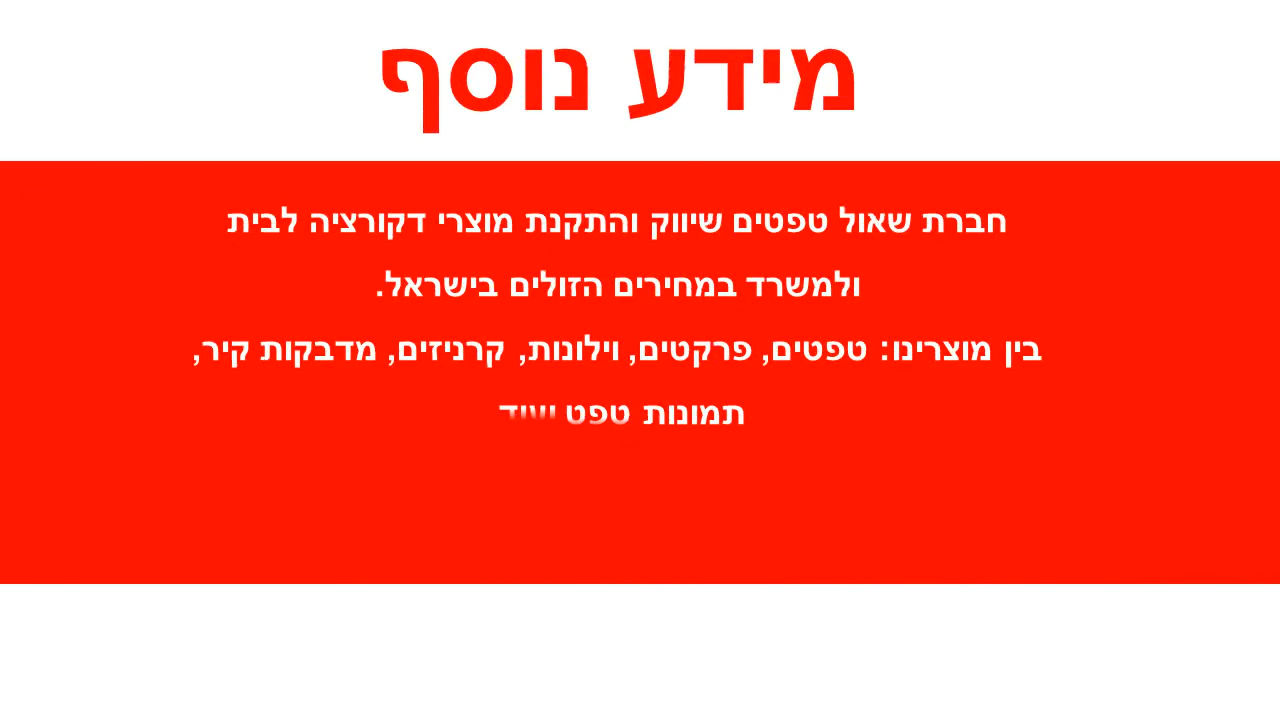 מידע נוסף
חברת שאול טפטים שיווק והתקנת מוצרי דקורציה לבית
ולמשרד במחירים הזולים בישראל.
בין מוצרינו: טפטים, פרקטים, וילונות, קרניזים, מדבקות קיר,
תמונות טפט